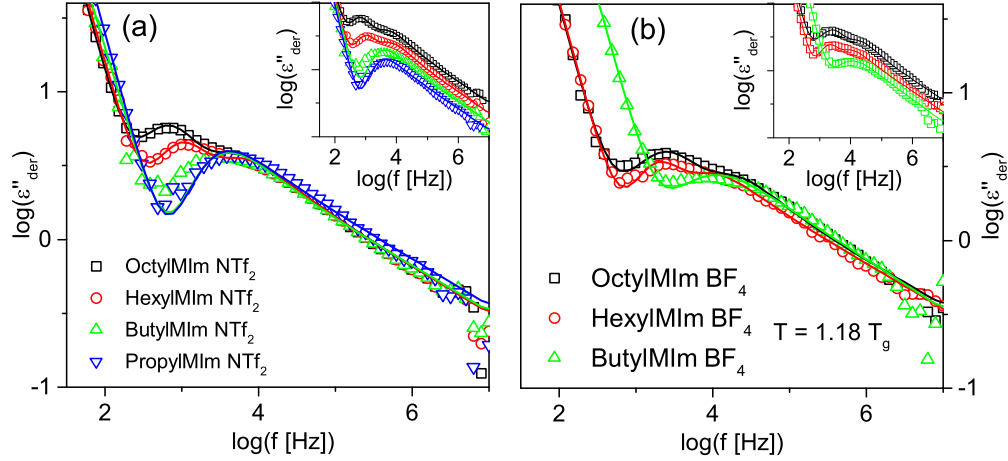 (a)
log(ε''der)
1
0
-1
2
4
6
log(f [Hz])
OctylMIm NTf2
HexylMIm NTf2
ButylMIm NTf2
PropylMIm NTf2
log(ε''der)
2
4
6
log(f [Hz])
(b)
log(ε''der)
2
4
6
log(f [Hz])
OctylMIm BF4
HexylMIm BF4
ButylMIm BF4
T = 1.18 Tg
1
0
-1
log(ε''der)
2
4
6
log(f [Hz])